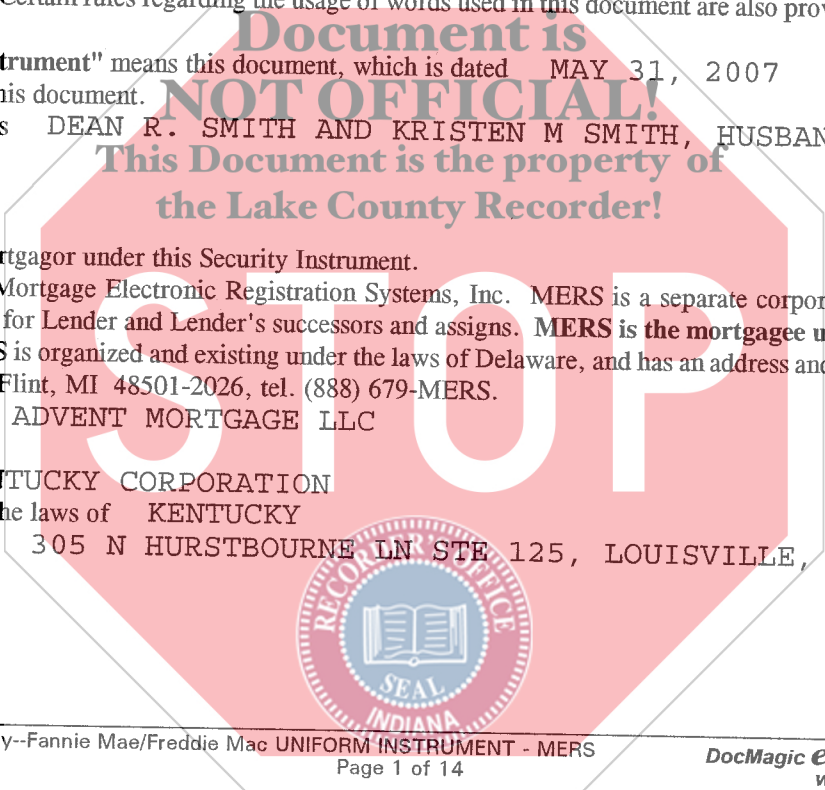 Certain rules regarding the usage of words used in this document are also prov
Document is
trument" means this document, which is dated MAY 31, 2007
his document.
NOT OFFICIAL!
s DEAN R. SMITH AND KRISTEN M SMITH, HUSBAN
This Document is the property of
the Lake County Recorder!
rtgagor under this Security Instrument.
Mortgage Electronic Registration Systems, Inc. MERS is a separate corpor
for Lender and Lender's successors and assigns. MERS is the mortgagee u
S is organized and existing under the laws of Delaware, and has an address and
Flint, MI 48501-2026, tel. (888) 679-MERS.
STOP
ADVENT MORTGAGE LLC
TUCKY CORPORATION
he laws of KENTUCKY
305 N HURSTBOURNE LN STE 125, LOUISVILLE,
RECORDER'S OFFICE
SEAL
INDIANA
y--Fannie Mae/Freddie Mac UNIFORM INSTRUMENT - MERS
Page 1 of 14
DocMagic e
w